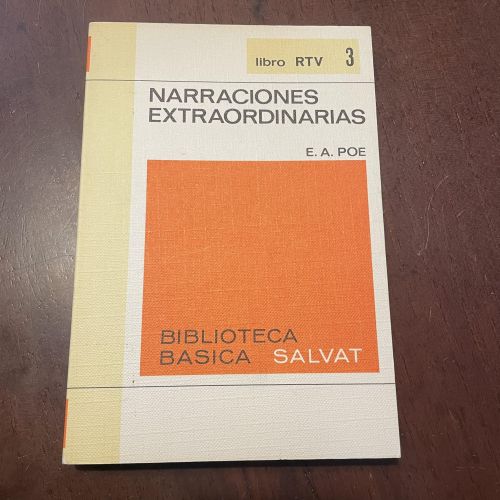 libro RTV 3
NARRACIONES
EXTRAORDINARIAS
E. A. POE
BIBLIOTECA
BASICA SALVAT